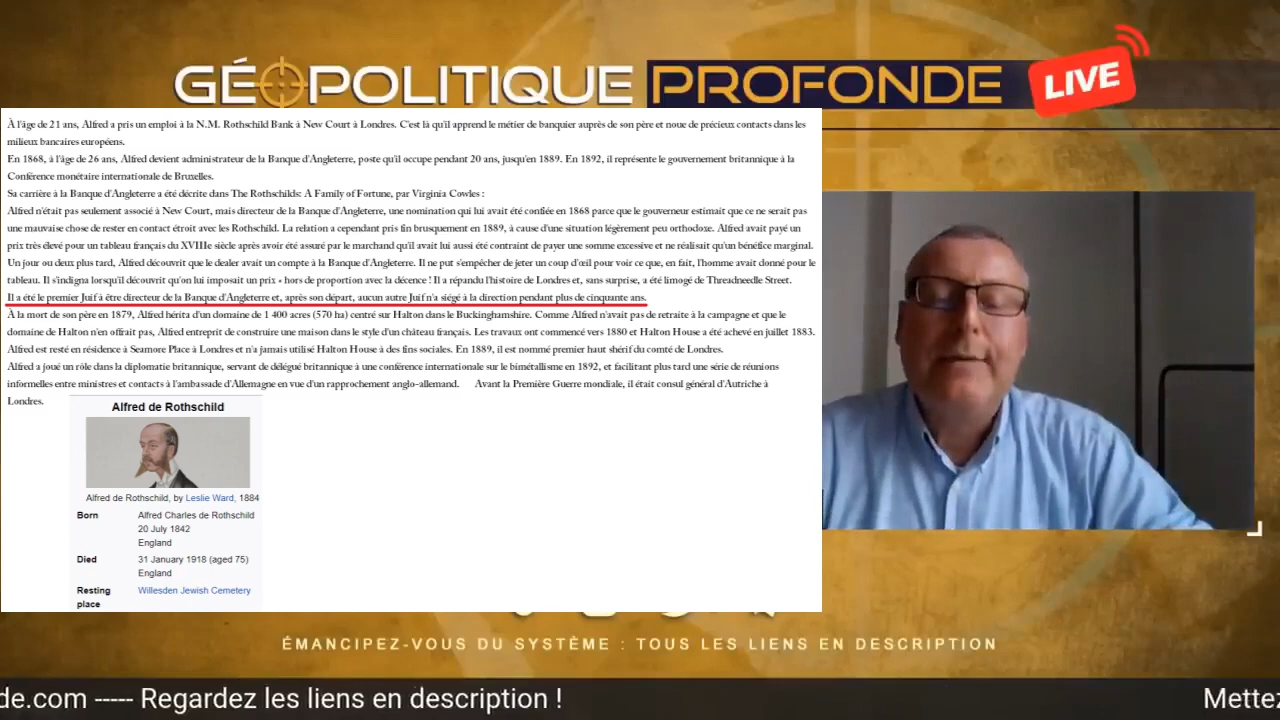 GÉOPOLITIQUE PROFONDE
LIVE
À l'âge de 21 ans, Alfred a pris un emploi à la N.M. Rothschild Bank à New Court à Londres. C'est là qu'il apprend le métier de banquier auprès de son père et noue de précieux contacts dans les
milieux bancaires européens.
En 1868, à l'âge de 26 ans, Alfred devient administrateur de la Banque d'Angleterre, poste qu'il occupe pendant 20 ans, jusqu'en 1889. En 1892, il représente le gouvernement britannique à la
Conférence monétaire internationale de Bruxelles.
Sa carrière à la Banque d'Angleterre a été décrite dans The Rothschilds: A Family of Fortune, par Virginia Cowles :
Alfred n'était pas seulement associé à New Court, mais directeur de la Banque d'Angleterre, une nomination qui lui avait été confiée en 1868 parce que le gouverneur estimait que ce ne serait pas
une mauvaise chose de rester en contact étroit avec les Rothschild. La relation a cependant pris fin brusquement en 1889, à cause d'une situation légèrement peu orthodoxe. Alfred avait payé un
prix très élevé pour un tableau français du XVIIIe siècle après avoir été assuré par le marchand qu'il avait lui aussi été contraint de payer une somme excessive et ne réalisait qu'un bénéfice marginal.
Un jour ou deux plus tard, Alfred découvrit que le dealer avait un compte à la Banque d'Angleterre. Il ne put s'empêcher de jeter un coup d'œil pour voir ce que, en fait, l'homme avait donné pour le
tableau. Il s'indigna lorsqu'il découvrit qu'on lui imposait un prix « hors de proportion avec la décence ! Il a répandu l'histoire de Londres et, sans surprise, a été limogé de Threadneedle Street.
Il a été le premier Juif à être directeur de la Banque d'Angleterre et, après son départ, aucun autre Juif n'a siégé à la direction pendant plus de cinquante ans.
À la mort de son père en 1879, Alfred hérita d'un domaine de 1 400 acres (570 ha) centré sur Halton dans le Buckinghamshire. Comme Alfred n'avait pas de retraite à la campagne et que le
domaine de Halton n'en offrait pas, Alfred entreprit de construire une maison dans le style d'un château français. Les travaux ont commencé vers 1880 et Halton House a été achevé en juillet 1883.
Alfred est resté en résidence à Seamore Place à Londres et n'a jamais utilisé Halton House à des fins sociales. En 1889, il est nommé premier haut shérif du comté de Londres.
Alfred a joué un rôle dans la diplomatie britannique, servant de délégué britannique à une conférence internationale sur le bimétallisme en 1892, et facilitant plus tard une série de réunions
informelles entre ministres et contacts à l'ambassade d'Allemagne en vue d'un rapprochement anglo-allemand. Avant la Première Guerre mondiale, il était consul général d'Autriche à
Londres.
Alfred de Rothschild
Alfred de Rothschild, by Leslie Ward, 1884
Born Alfred Charles de Rothschild
20 July 1842
England
Died 31 January 1918 (aged 75)
England
Resting Willesden Jewish Cemetery
place
ÉMANCIPEZ-VOUS DU SYSTÈME : TOUS LES LIENS EN DESCRIPTION
de.com ----- Regardez les liens en description ! Mettez